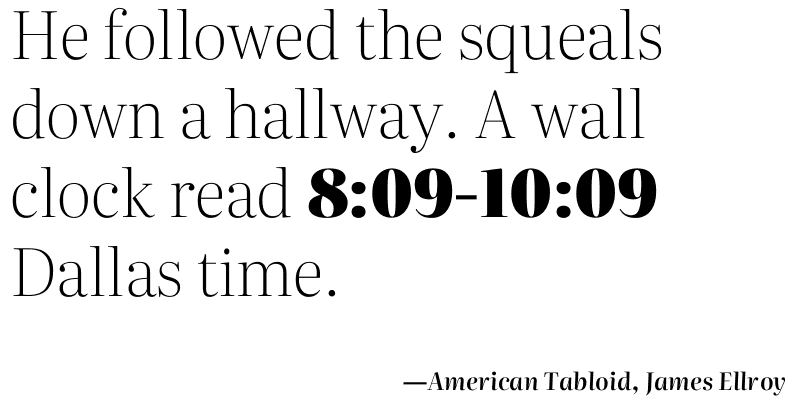 He followed the squeals
down a hallway. A wall
clock read 8:09-10:09
Dallas time.
—American Tabloid, James Ellroy